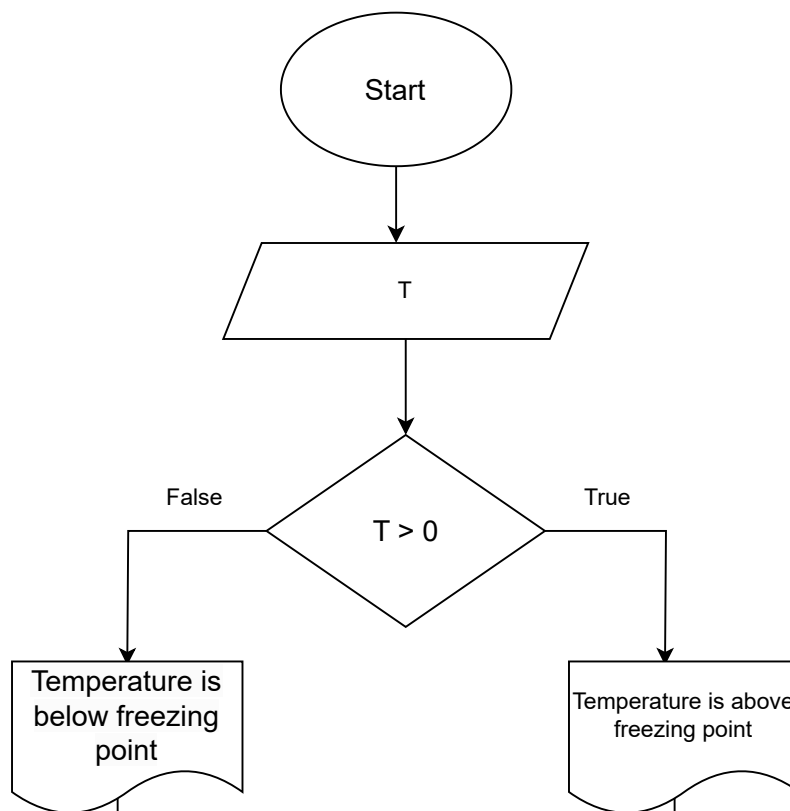 Start
T
T > 0
False
True
Temperature is
below freezing
point
Temperature is above
freezing point